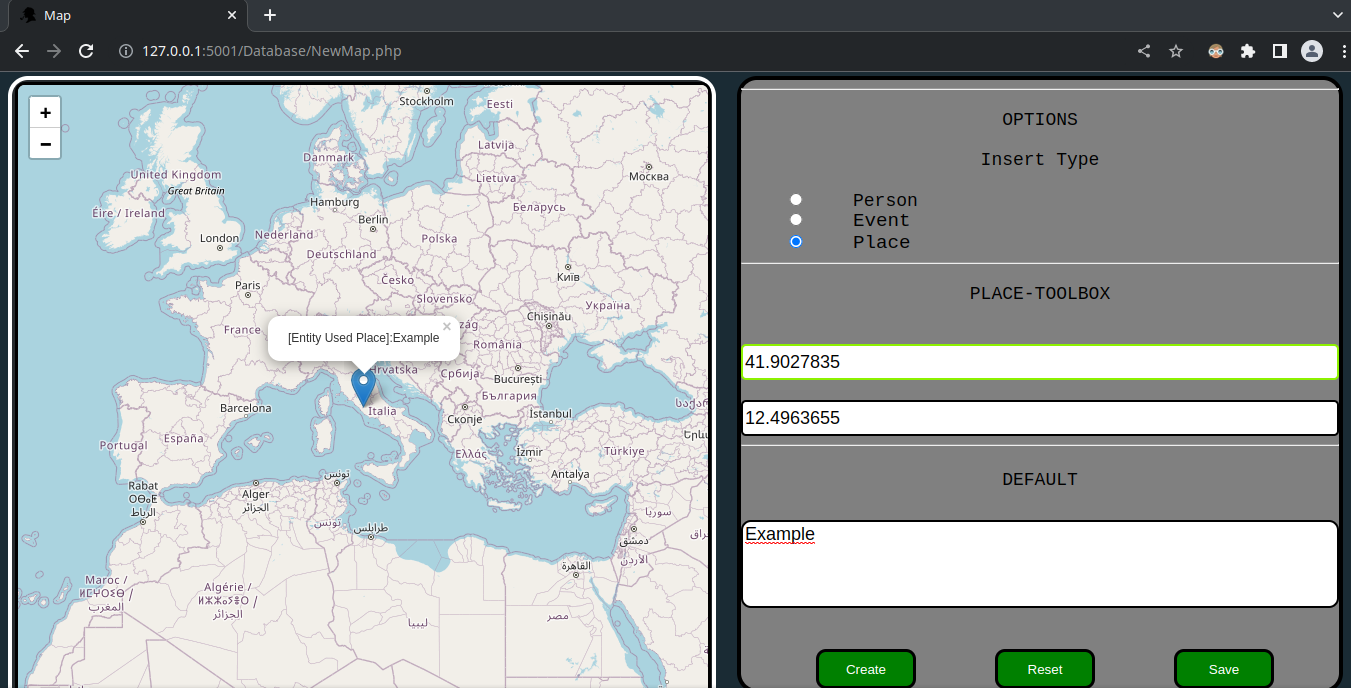 Map
127.0.0.1:5001/Database/NewMap.php
+
−
Stockholm
Eesti
Latvija
Danmark
Москва
United Kingdom
Lietuva
Great Britain
Hamburg
Беларусь
Éire / Ireland
Berlin
London
Nederland
Polska
Deutschland
Paris
Česko
Київ
Slovensko
Україна
Chișinău
France
zág
România
[Entity Used Place]:Example
×
Hrvatska
Србија
București
България
Barcelona
Italia
Скопје
İstanbul
Portugal
España
Ελλάς
İzmir
Türkiye
Antalya
تونس
Rabat
ⵔⴱⴰⵟ
الرباط
Alger
الجزائر
تونس
طرابلس
سوريا
دمشق
الأردن
القاهرة
Maroc /
ⵍⵎⵖⵔⵉⴱ /
المغرب
Algérie /
ⵍⵣⵣⴰⵢⴻⵔ /
الجزائر
ليبيا
مصر
OPTIONS
Insert Type
Person
Event
Place
PLACE-TOOLBOX
41.9027835
12.4963655
DEFAULT
Example
Create
Reset
Save